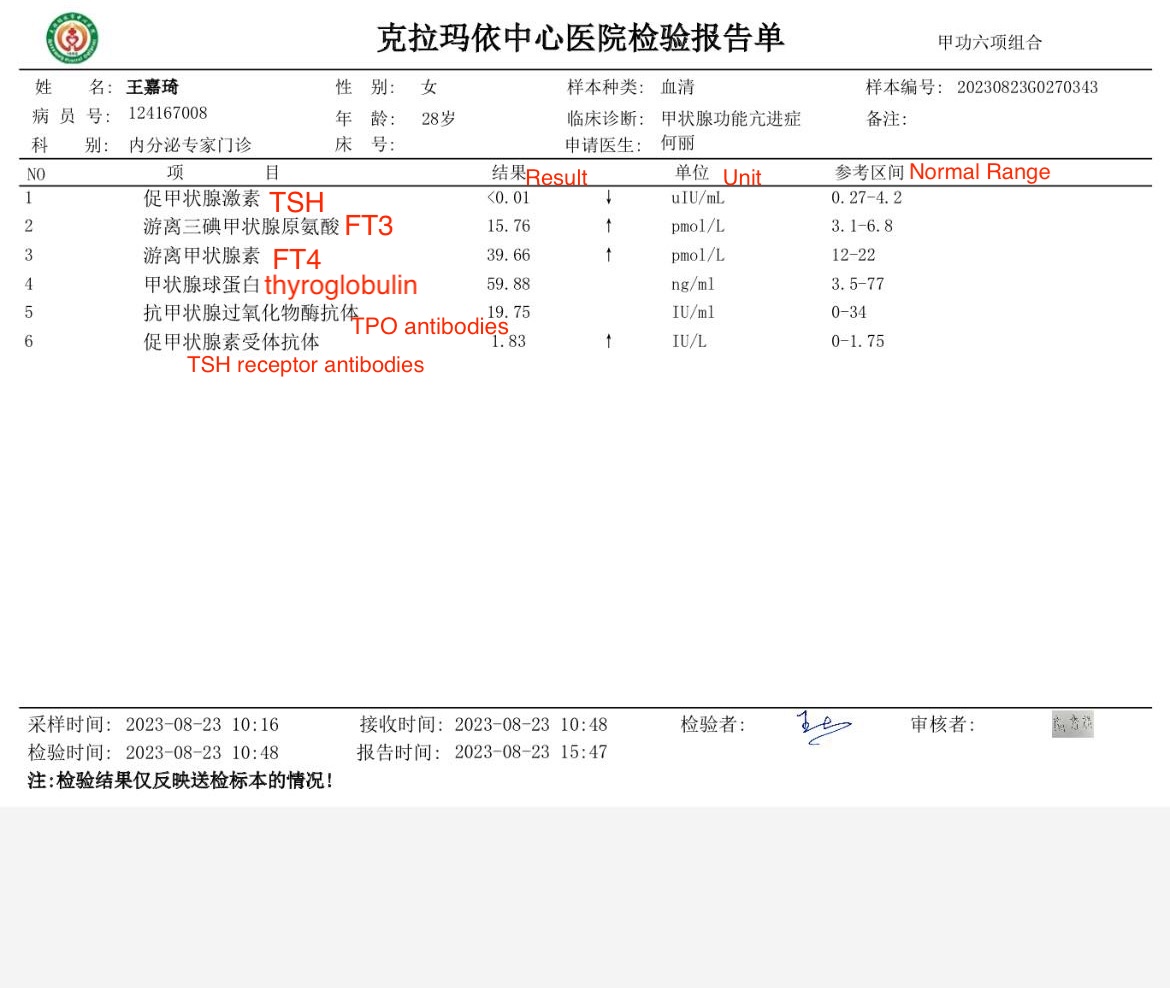 克拉玛依中心医院检验报告单
甲功六项组合
姓 名: 王嘉琦 性 别: 女 样本种类: 血清 样本编号: 20230823G0270343
病 员 号: 124167008 年 龄: 28岁 临床诊断: 甲状腺功能亢进症 备注:
科 别: 内分泌专家门诊 床 号: 申请医生: 何丽
NO 项 目 结果 Result 单位 Unit 参考区间 Normal Range
1 促甲状腺激素 TSH <0.01 ↓ uIU/mL 0.27-4.2
2 游离三碘甲状腺原氨酸 FT3 15.76 ↑ pmol/L 3.1-6.8
3 游离甲状腺素 FT4 39.66 ↑ pmol/L 12-22
4 甲状腺球蛋白 thyroglobulin 59.88 ng/ml 3.5-77
5 抗甲状腺过氧化物酶抗体 19.75 IU/ml 0-34
TPO antibodies
6 促甲状腺素受体抗体 1.83 ↑ IU/L 0-1.75
TSH receptor antibodies
采样时间: 2023-08-23 10:16 接收时间: 2023-08-23 10:48 检验者: 审核者:
检验时间: 2023-08-23 10:48 报告时间: 2023-08-23 15:47
注:检验结果仅反映送检标本的情况!